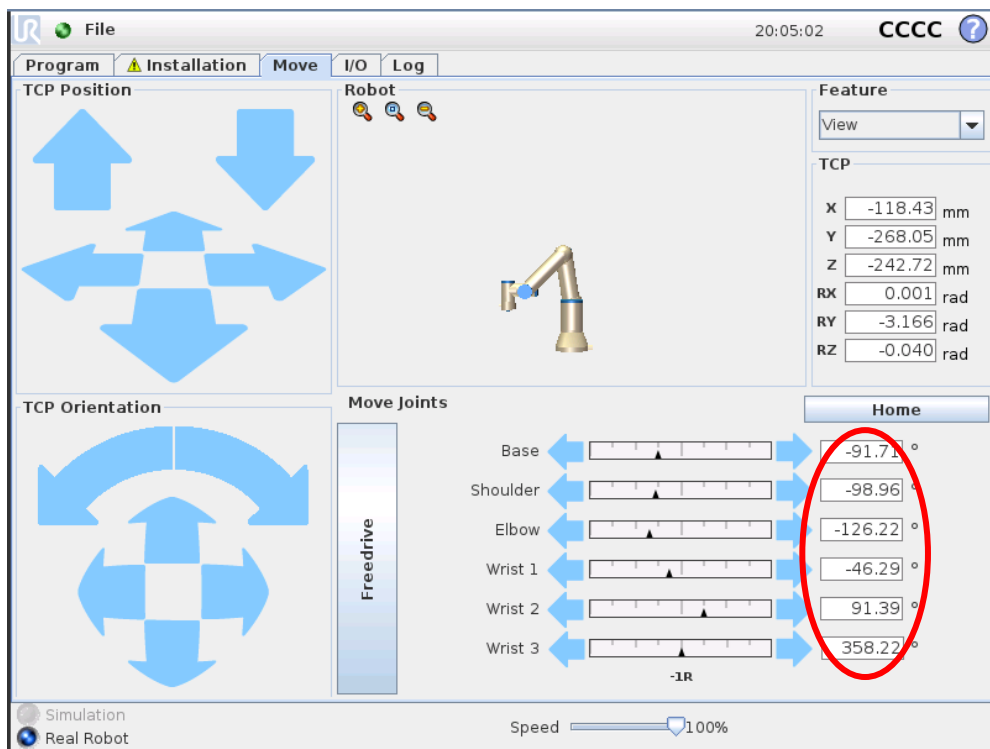 UR File 20:05:02 CCCC ?
Program Installation Move I/O Log
TCP Position
Robot
Feature
View
TCP
X -118.43 mm
Y -268.05 mm
Z -242.72 mm
RX 0.001 rad
RY -3.166 rad
RZ -0.040 rad
TCP Orientation
Move Joints
Home
Freedrive
Base -91.71 °
Shoulder -98.96 °
Elbow -126.22 °
Wrist 1 -46.29 °
Wrist 2 91.39 °
Wrist 3 358.22 °
-1R
Simulation
Real Robot
Speed 100%